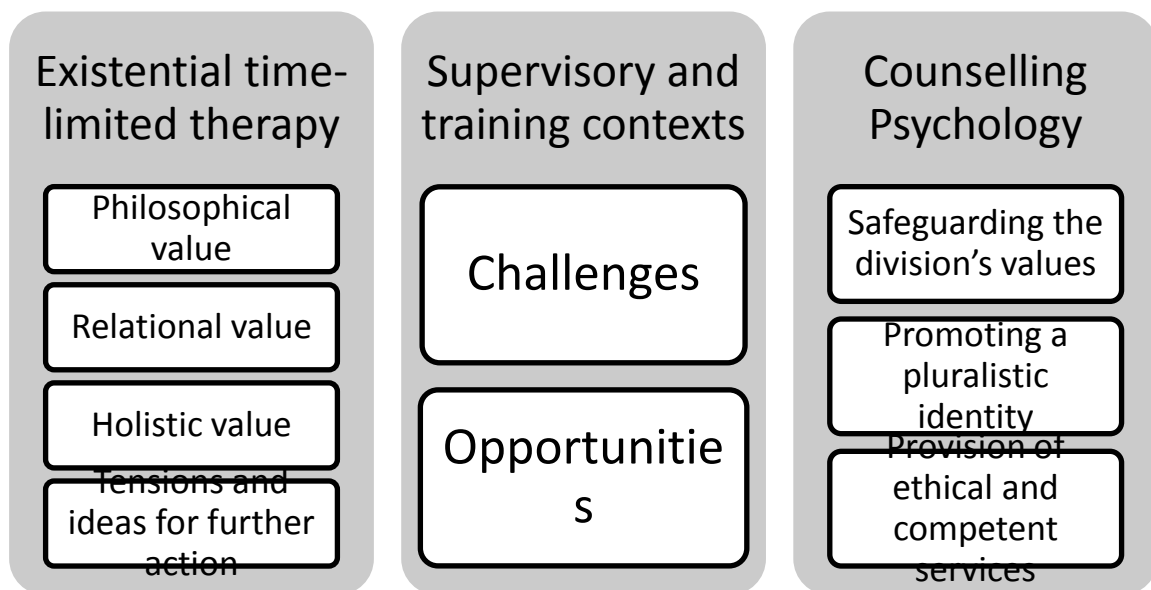 Existential time-
limited therapy
Philosophical
value
Relational value
Holistic value
Tensions and
ideas for further
action
Supervisory and
training contexts
Challenges
Opportunitie
s
Counselling
Psychology
Safeguarding the
division’s values
Promoting a
pluralistic
identity
Provision of
ethical and
competent
services